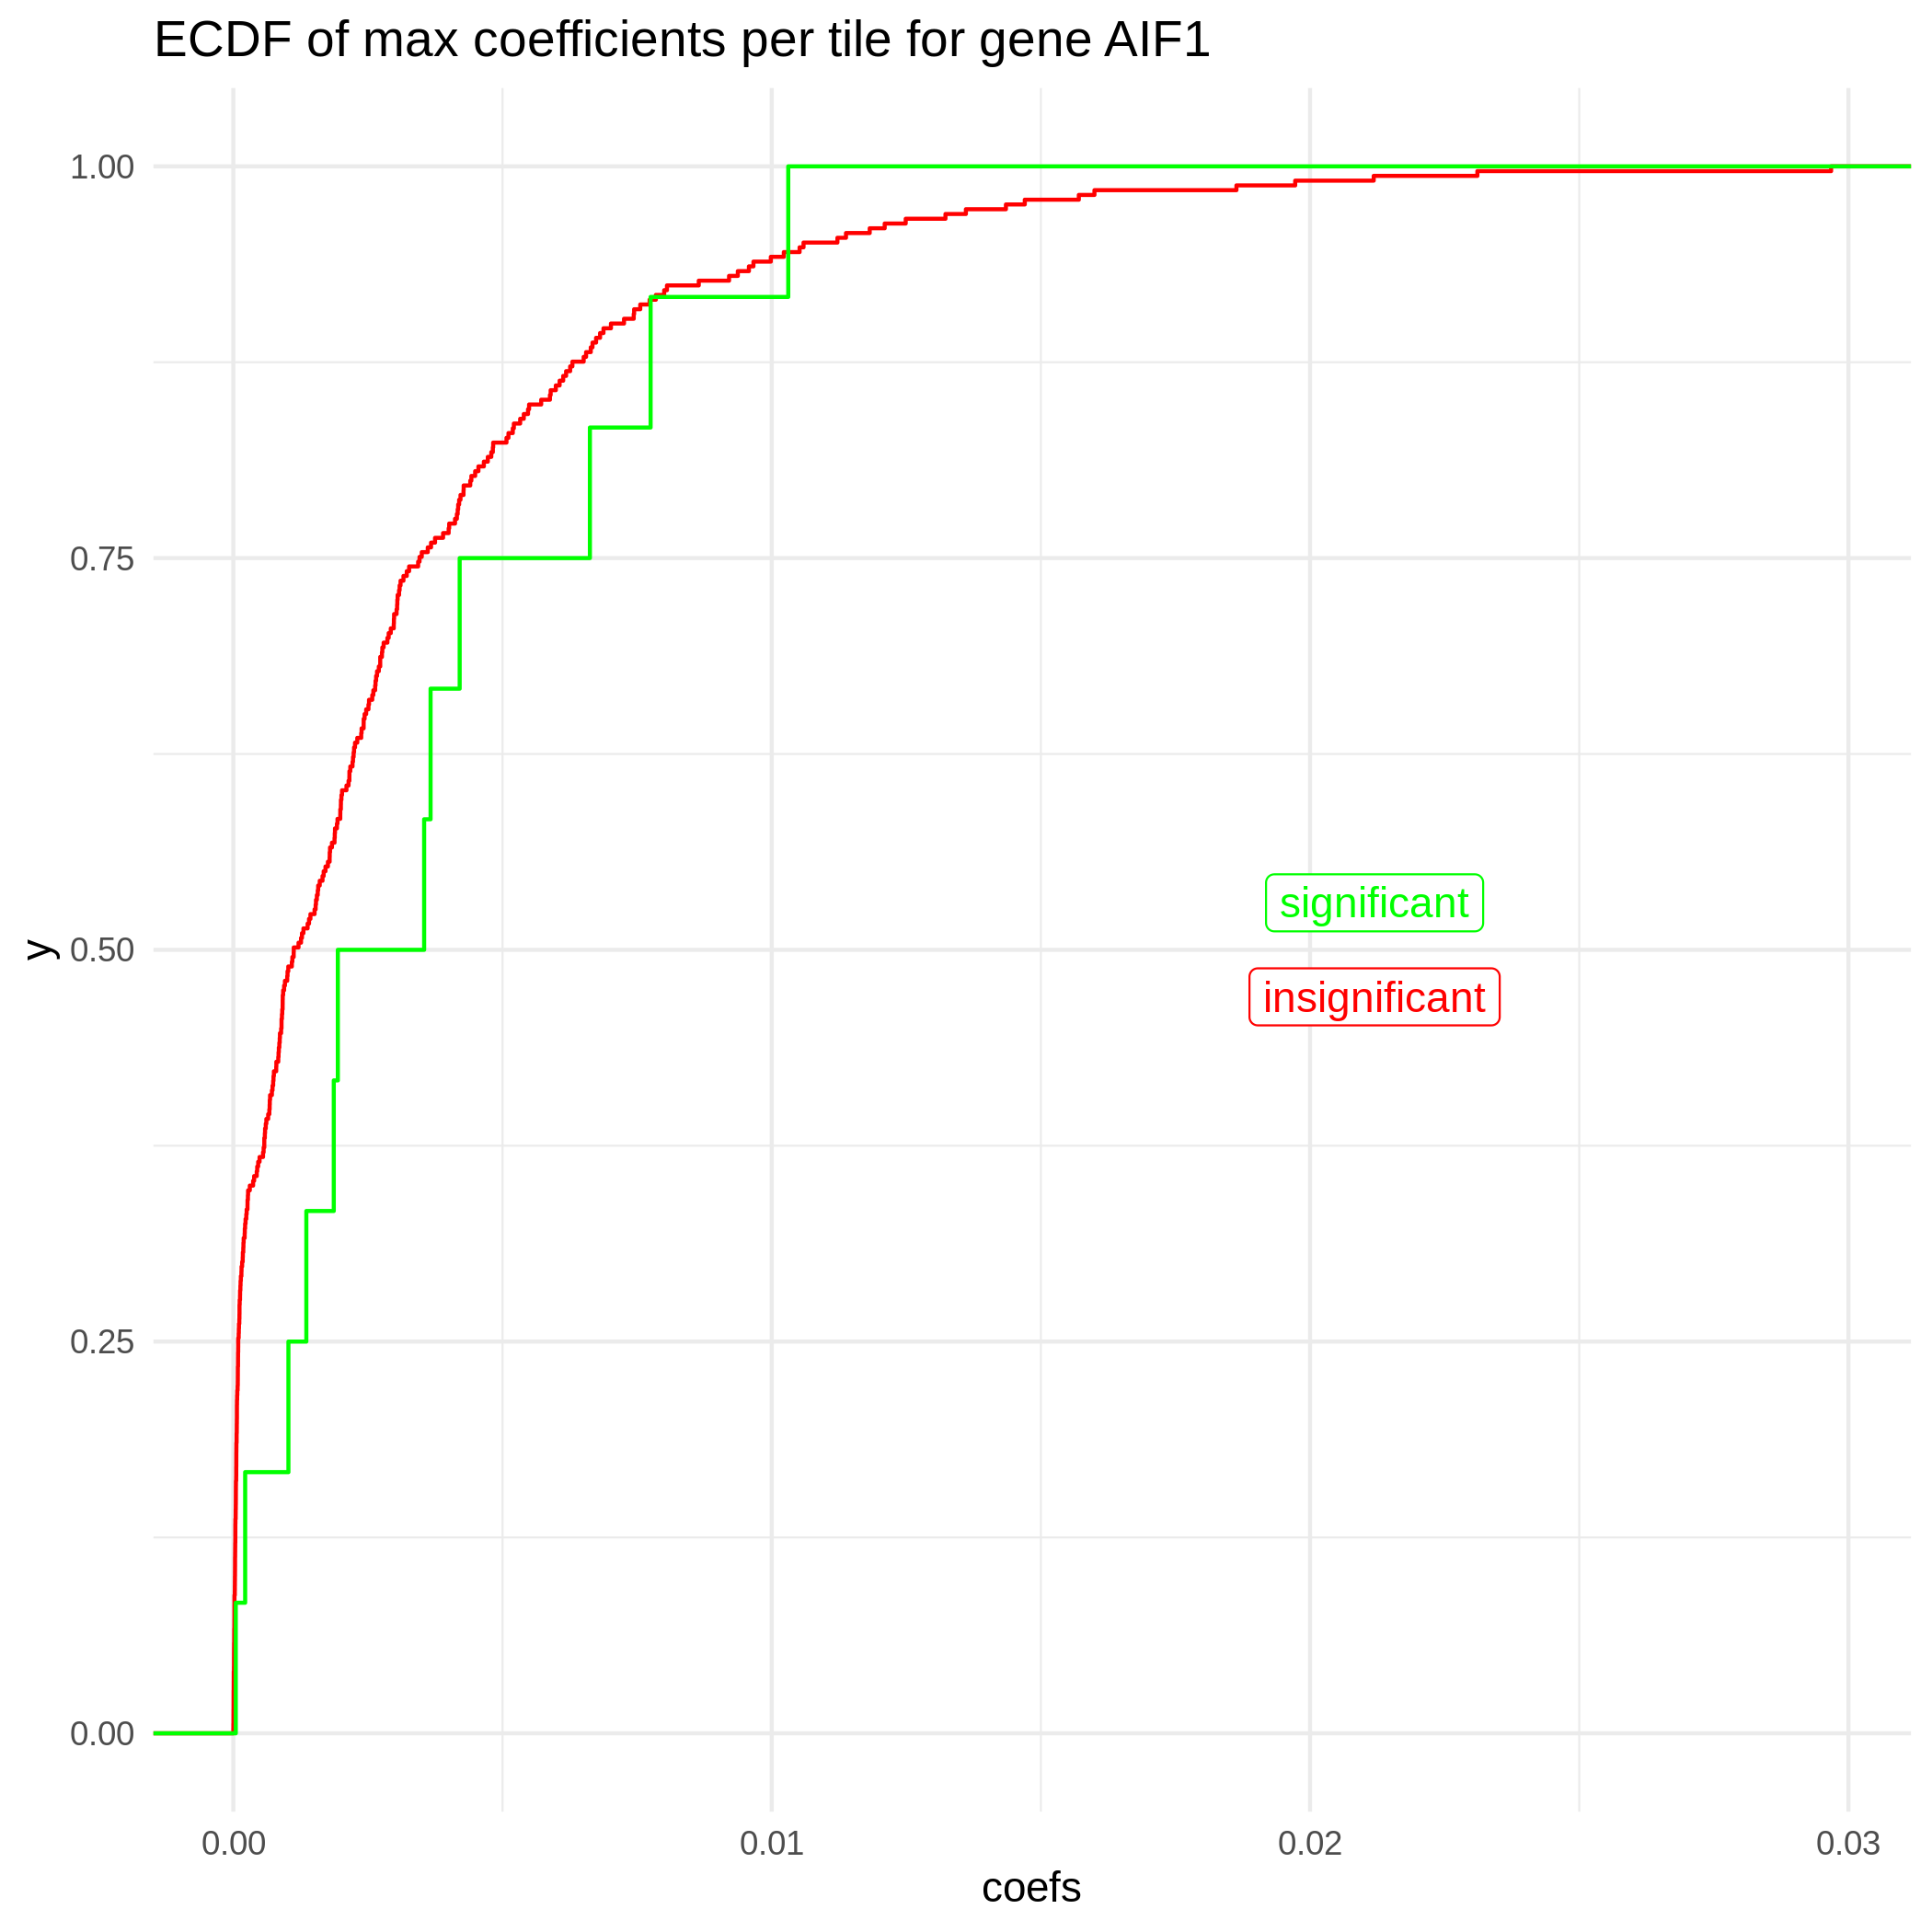 ECDF of max coefficients per tile for gene AIF1
1.00
0.75
0.50
0.25
0.00
y
significant
insignificant
0.00 0.01 0.02 0.03
coefs